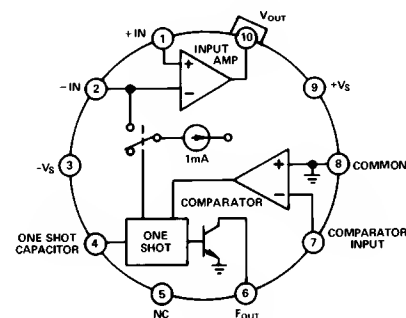 VOUT
+ IN
1
10
INPUT
AMP
+
−
− IN
2
9
+VS
1mA
−VS
3
+
8
COMMON
−
COMPARATOR
ONE SHOT
CAPACITOR
4
ONE
SHOT
7
COMPARATOR
INPUT
5
NC
6
FOUT